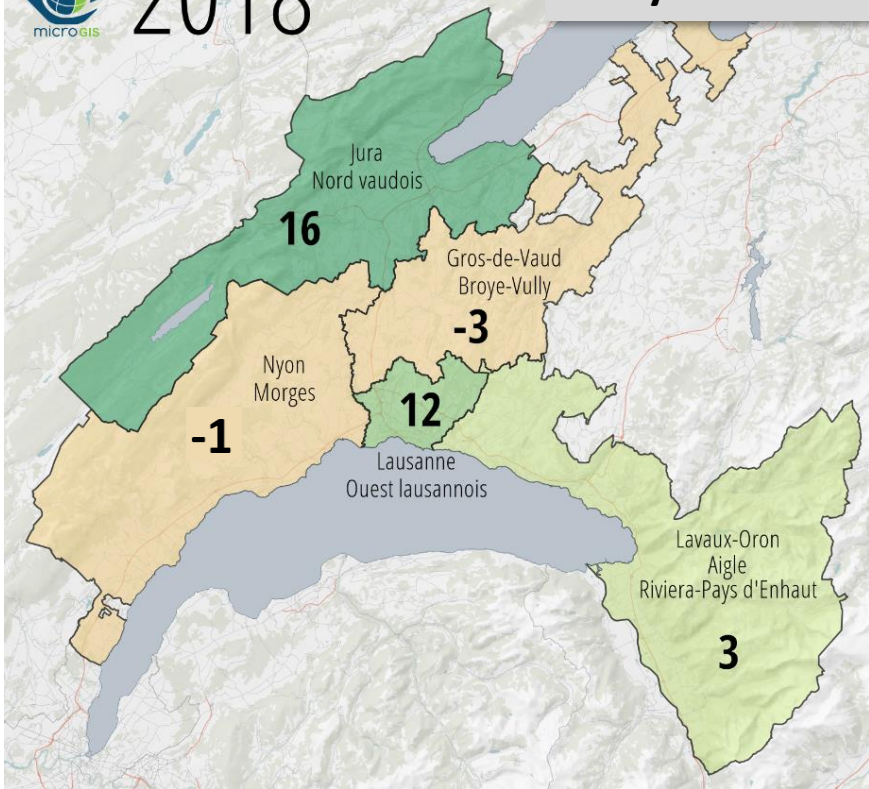 microGIS
2018
Jura
Nord vaudois
16
Gros-de-Vaud
Broye-Vully
-3
Nyon
Morges
-1
12
Lausanne
Ouest lausannois
Lavaux-Oron
Aigle
Riviera-Pays d'Enhaut
3